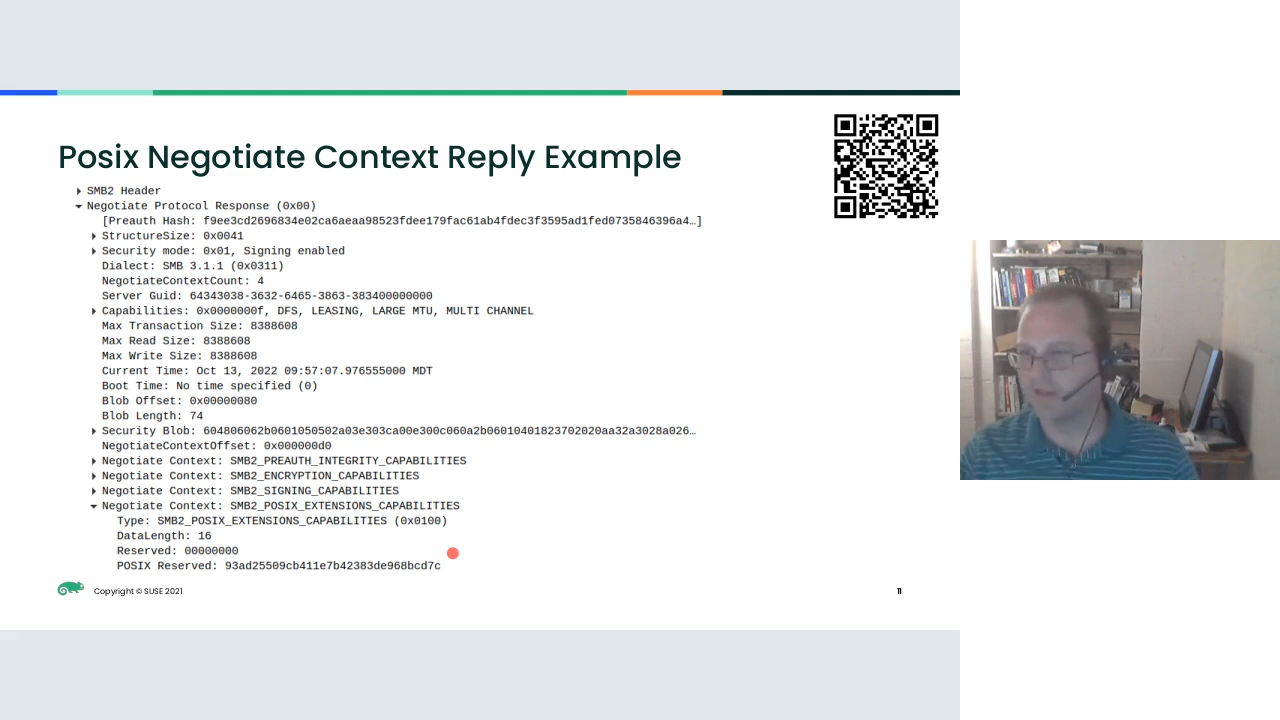 Posix Negotiate Context Reply Example
SMB2 Header
Negotiate Protocol Response (0x00)
[Preauth Hash: f9ee3cd2696834e02ca6aeaa98523fdee179fac61ab4fdec3f3595ad1fed0735846396a4…]
StructureSize: 0x0041
Security mode: 0x01, Signing enabled
Dialect: SMB 3.1.1 (0x0311)
NegotiateContextCount: 4
Server Guid: 64343038-3632-6465-3863-383400000000
Capabilities: 0x0000000f, DFS, LEASING, LARGE MTU, MULTI CHANNEL
Max Transaction Size: 8388608
Max Read Size: 8388608
Max Write Size: 8388608
Current Time: Oct 13, 2022 09:57:07.976555000 MDT
Boot Time: No time specified (0)
Blob Offset: 0x00000080
Blob Length: 74
Security Blob: 604806062b0601050502a03e303ca00e300c060a2b06010401823702020aa32a3028a026…
NegotiateContextOffset: 0x000000d0
Negotiate Context: SMB2_PREAUTH_INTEGRITY_CAPABILITIES
Negotiate Context: SMB2_ENCRYPTION_CAPABILITIES
Negotiate Context: SMB2_SIGNING_CAPABILITIES
Negotiate Context: SMB2_POSIX_EXTENSIONS_CAPABILITIES
Type: SMB2_POSIX_EXTENSIONS_CAPABILITIES (0x0100)
DataLength: 16
Reserved: 00000000
POSIX Reserved: 93ad25509cb411e7b42383de968bcd7c
Copyright © SUSE 2021
11